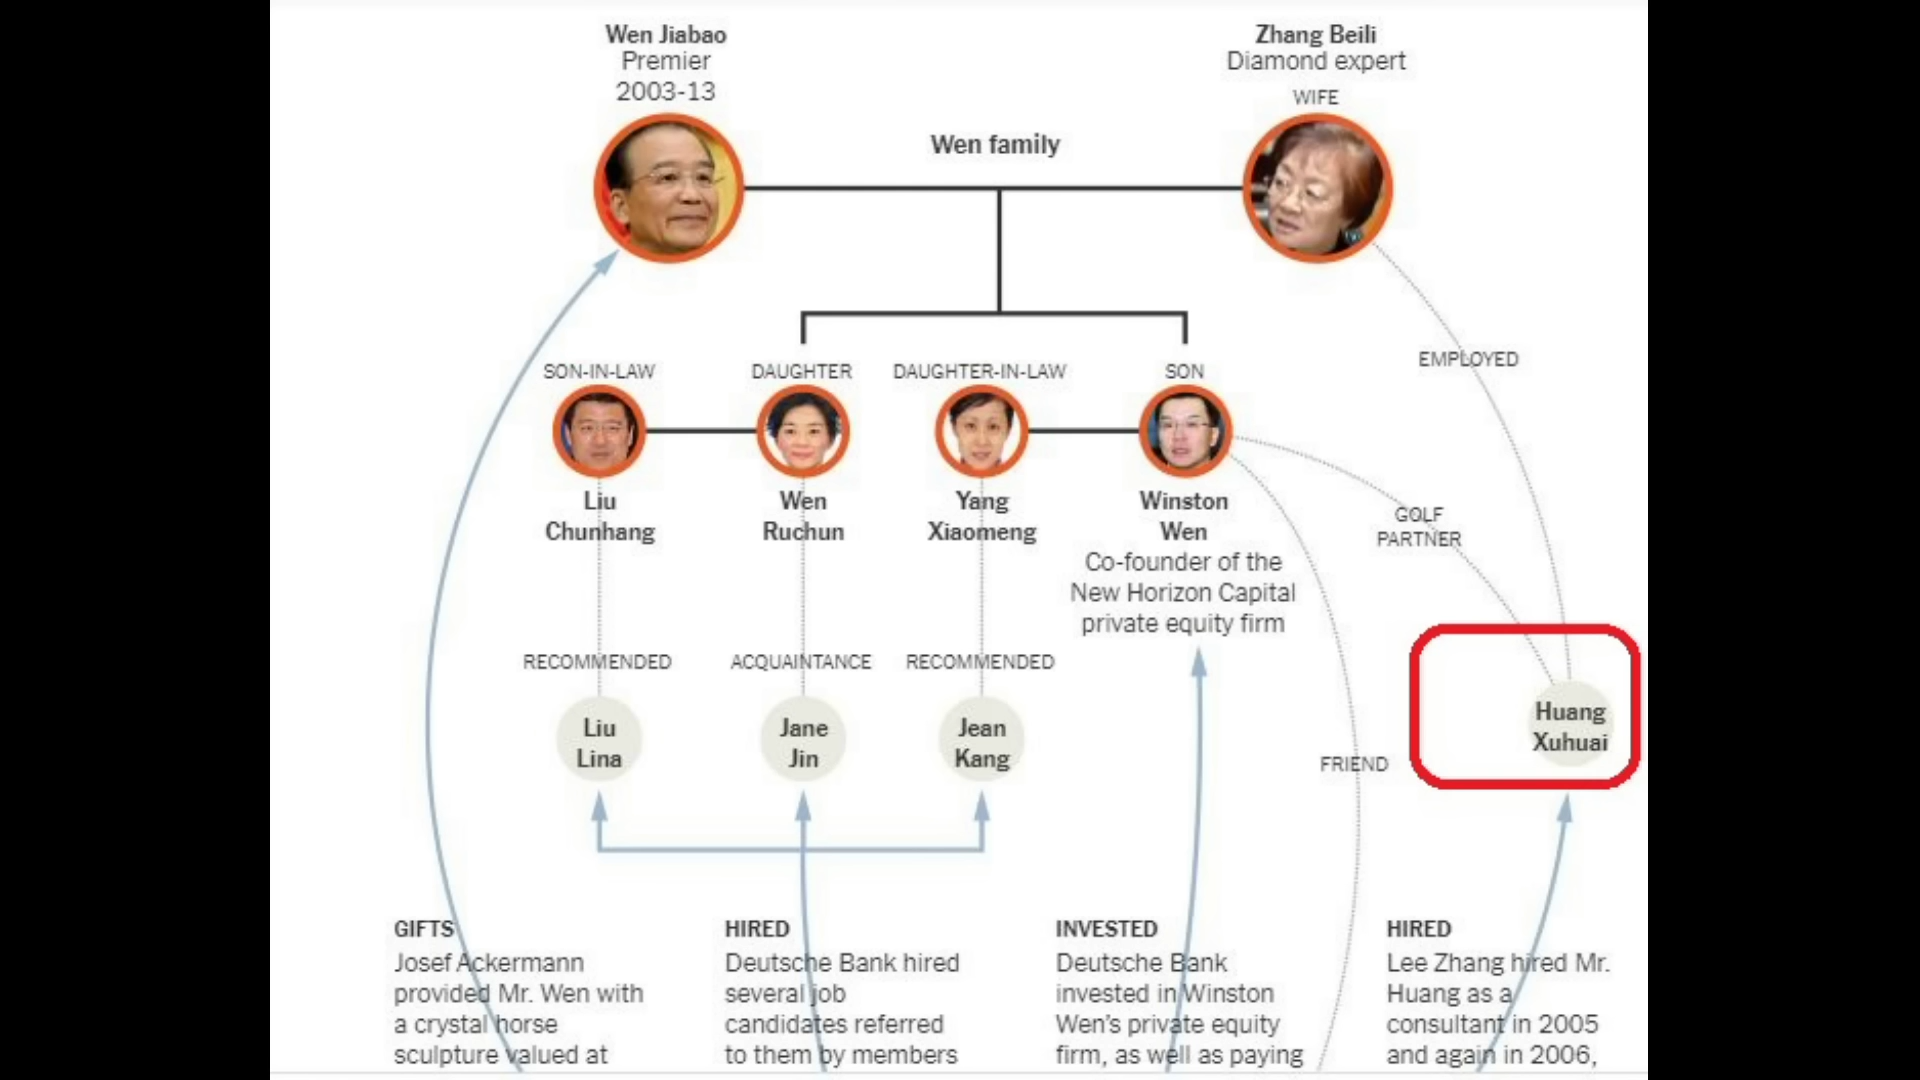 Wen Jiabao
Premier
2003-13
Zhang Beili
Diamond expert
WIFE
Wen family
SON-IN-LAW
DAUGHTER
DAUGHTER-IN-LAW
SON
EMPLOYED
Liu
Chunhang
Wen
Ruchun
Yang
Xiaomeng
Winston
Wen
Co-founder of the
New Horizon Capital
private equity firm
GOLF
PARTNER
RECOMMENDED
ACQUAINTANCE
RECOMMENDED
Liu
Lina
Jane
Jin
Jean
Kang
Huang
Xuhuai
FRIEND
GIFTS
Josef Ackermann
provided Mr. Wen with
a crystal horse
sculpture valued at
HIRED
Deutsche Bank hired
several job
candidates referred
to them by members
INVESTED
Deutsche Bank
invested in Winston
Wen's private equity
firm, as well as paying
HIRED
Lee Zhang hired Mr.
Huang as a
consultant in 2005
and again in 2006,